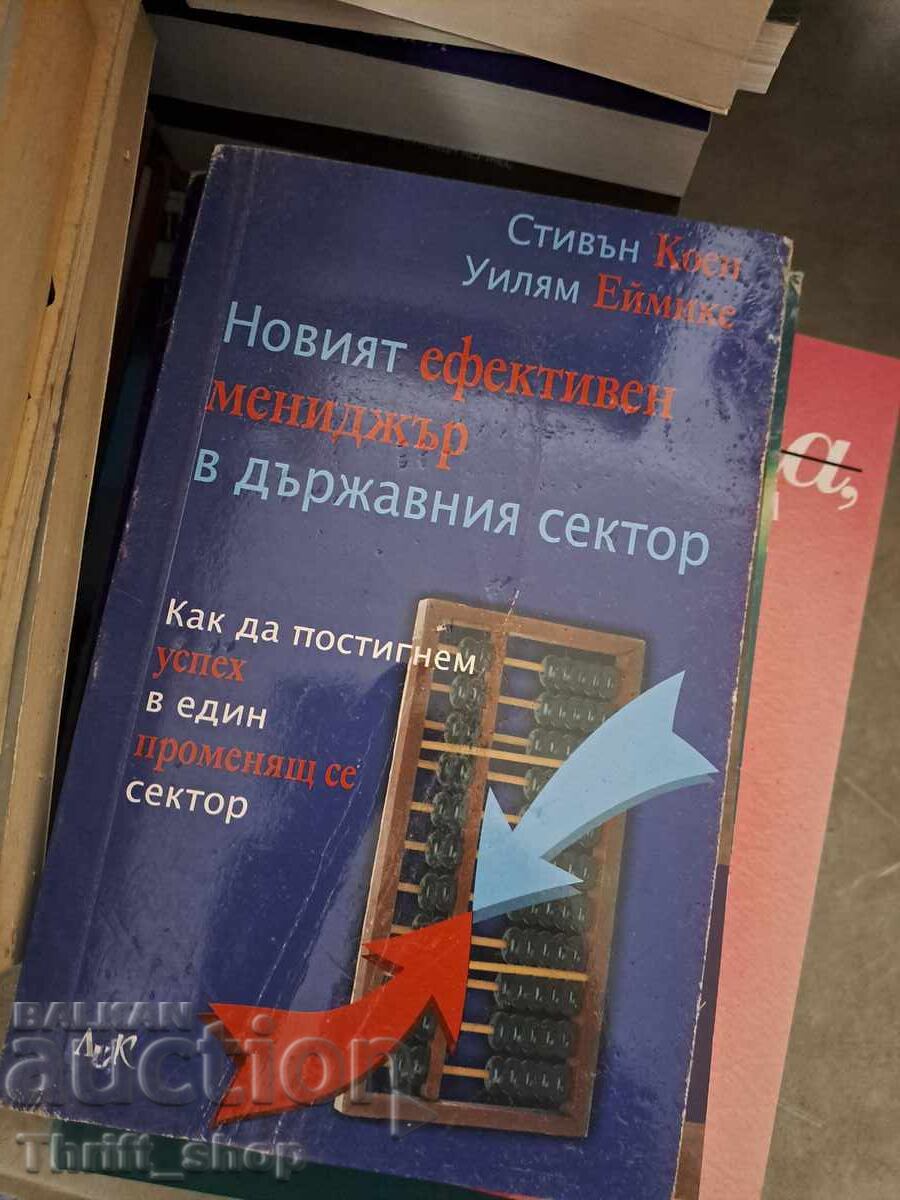 Стивън Коен
Уилям Еймике
Новият ефективен
мениджър
в държавния сектор
Как да постигнем
успех
в един
променящ се
сектор
ЛиК
а,
BALKAN
auction
Thrift_shop